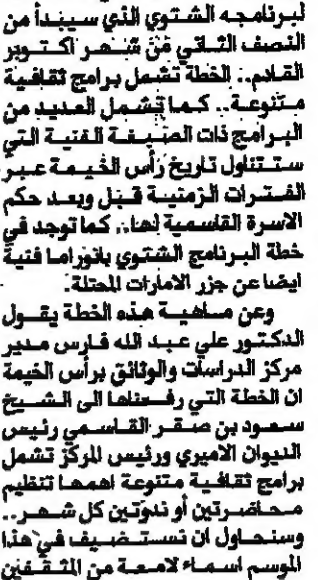 لبرنامجه الشتوي الذي سيبدأ من
النصف الثاني من شهر اكتوبر
القادم.. الخطة تشمل برامج ثقافية
متنوعة.. كما تشمل العديد من
البرامج ذات الصبغة الفنية التي
ستتناول تاريخ رأس الخيمة عبر
الفترات الزمنية قبل وبعد حكم
الاسرة القاسمية لها.. كما توجد في
خطة البرنامج الشتوي بانوراما فنية
ايضا عن جزر الامارات المحتلة.
وعن ماهية هذه الخطة يقول
الدكتور علي عبد الله فارس مدير
مركز الدراسات والوثائق برأس الخيمة
ان الخطة التي رفعناها الى الشيخ
سعود بن صقر القاسمي رئيس
الديوان الاميري ورئيس المركز تشمل
برامج ثقافية متنوعة اهمها تنظيم
محاضرتين أو ندوتين كل شهر..
وسنحاول ان نستضيف في هذا
الموسم اسماء لامعة من المثقفين